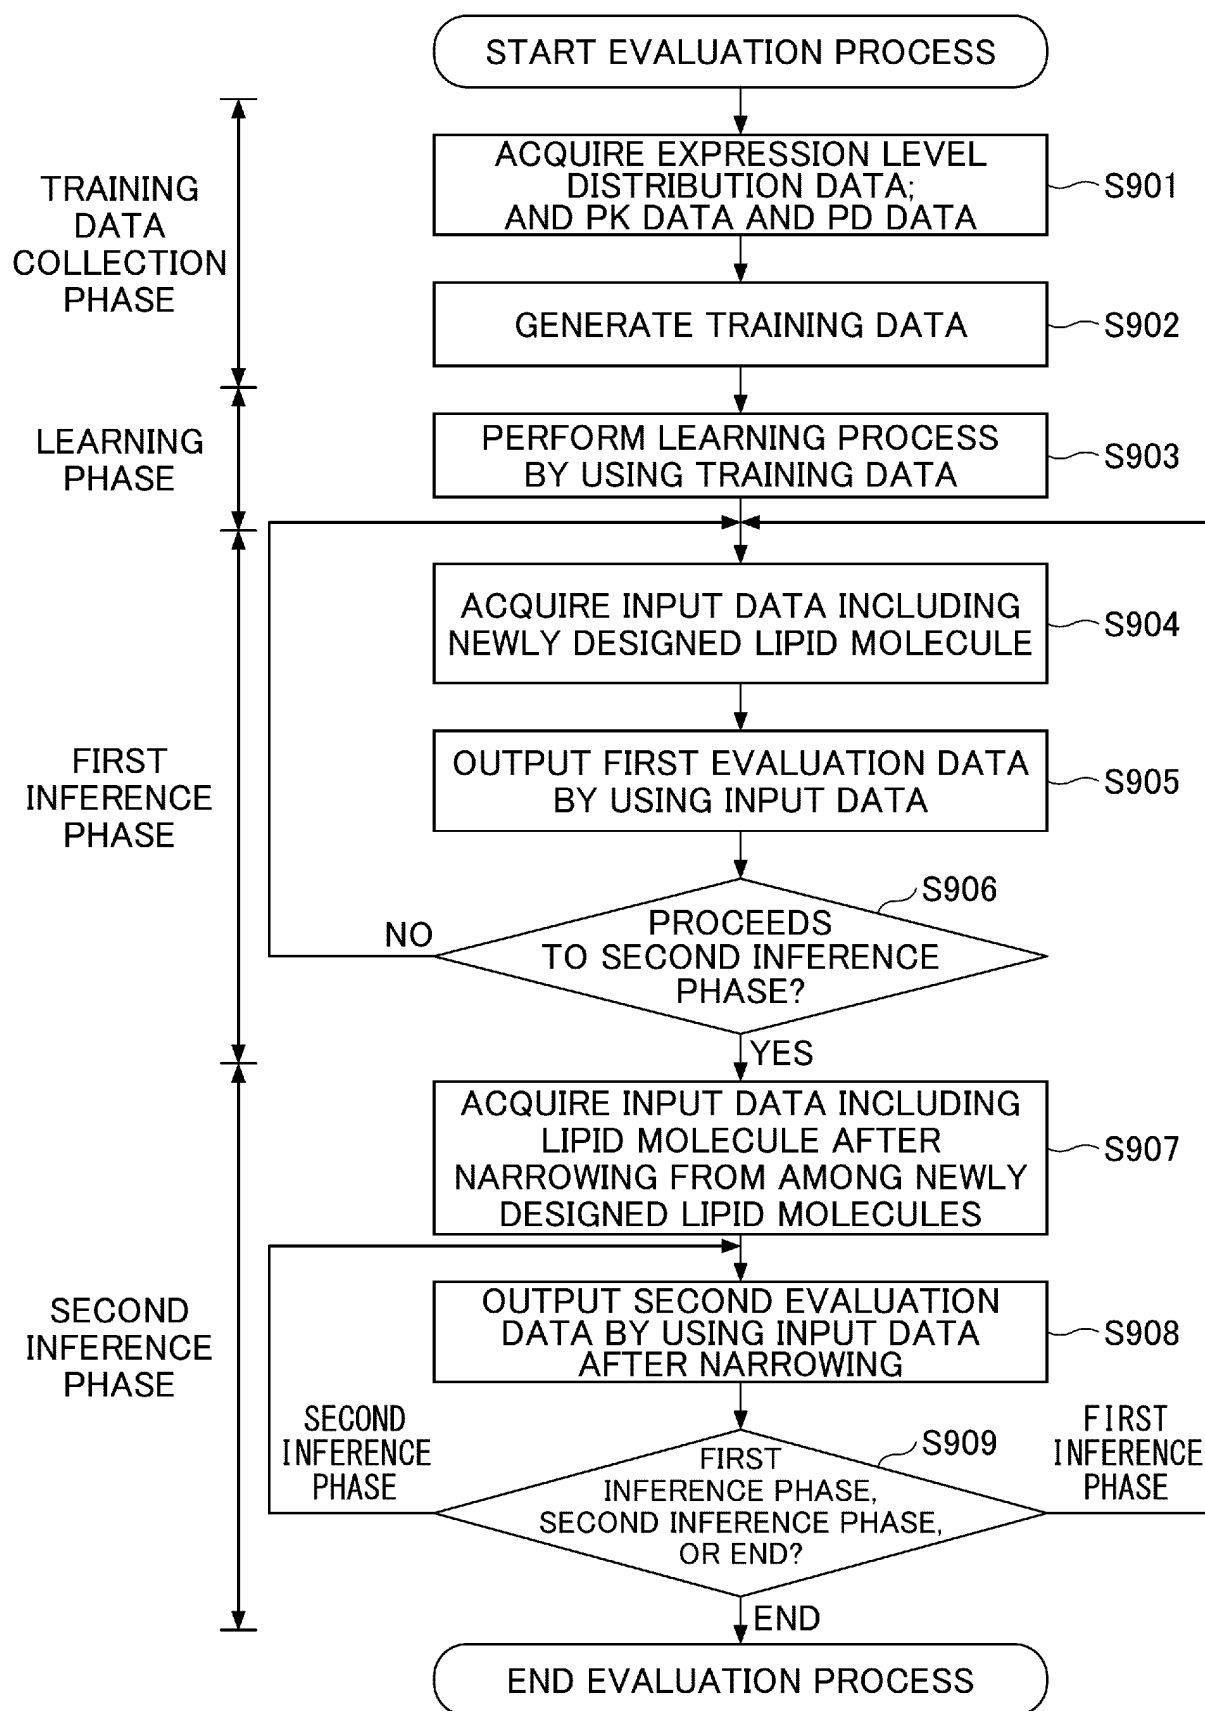 START EVALUATION PROCESS
TRAINING
DATA
COLLECTION
PHASE
ACQUIRE EXPRESSION LEVEL
DISTRIBUTION DATA;
AND PK DATA AND PD DATA
S901
GENERATE TRAINING DATA
S902
LEARNING
PHASE
PERFORM LEARNING PROCESS
BY USING TRAINING DATA
S903
FIRST
INFERENCE
PHASE
ACQUIRE INPUT DATA INCLUDING
NEWLY DESIGNED LIPID MOLECULE
S904
OUTPUT FIRST EVALUATION DATA
BY USING INPUT DATA
S905
S906
PROCEEDS
TO SECOND INFERENCE
PHASE?
NO
YES
SECOND
INFERENCE
PHASE
ACQUIRE INPUT DATA INCLUDING
LIPID MOLECULE AFTER
NARROWING FROM AMONG NEWLY
DESIGNED LIPID MOLECULES
S907
OUTPUT SECOND EVALUATION
DATA BY USING INPUT DATA
AFTER NARROWING
S908
SECOND
INFERENCE
PHASE
S909
FIRST
INFERENCE PHASE,
SECOND INFERENCE PHASE,
OR END?
FIRST
INFERENCE
PHASE
END
END EVALUATION PROCESS